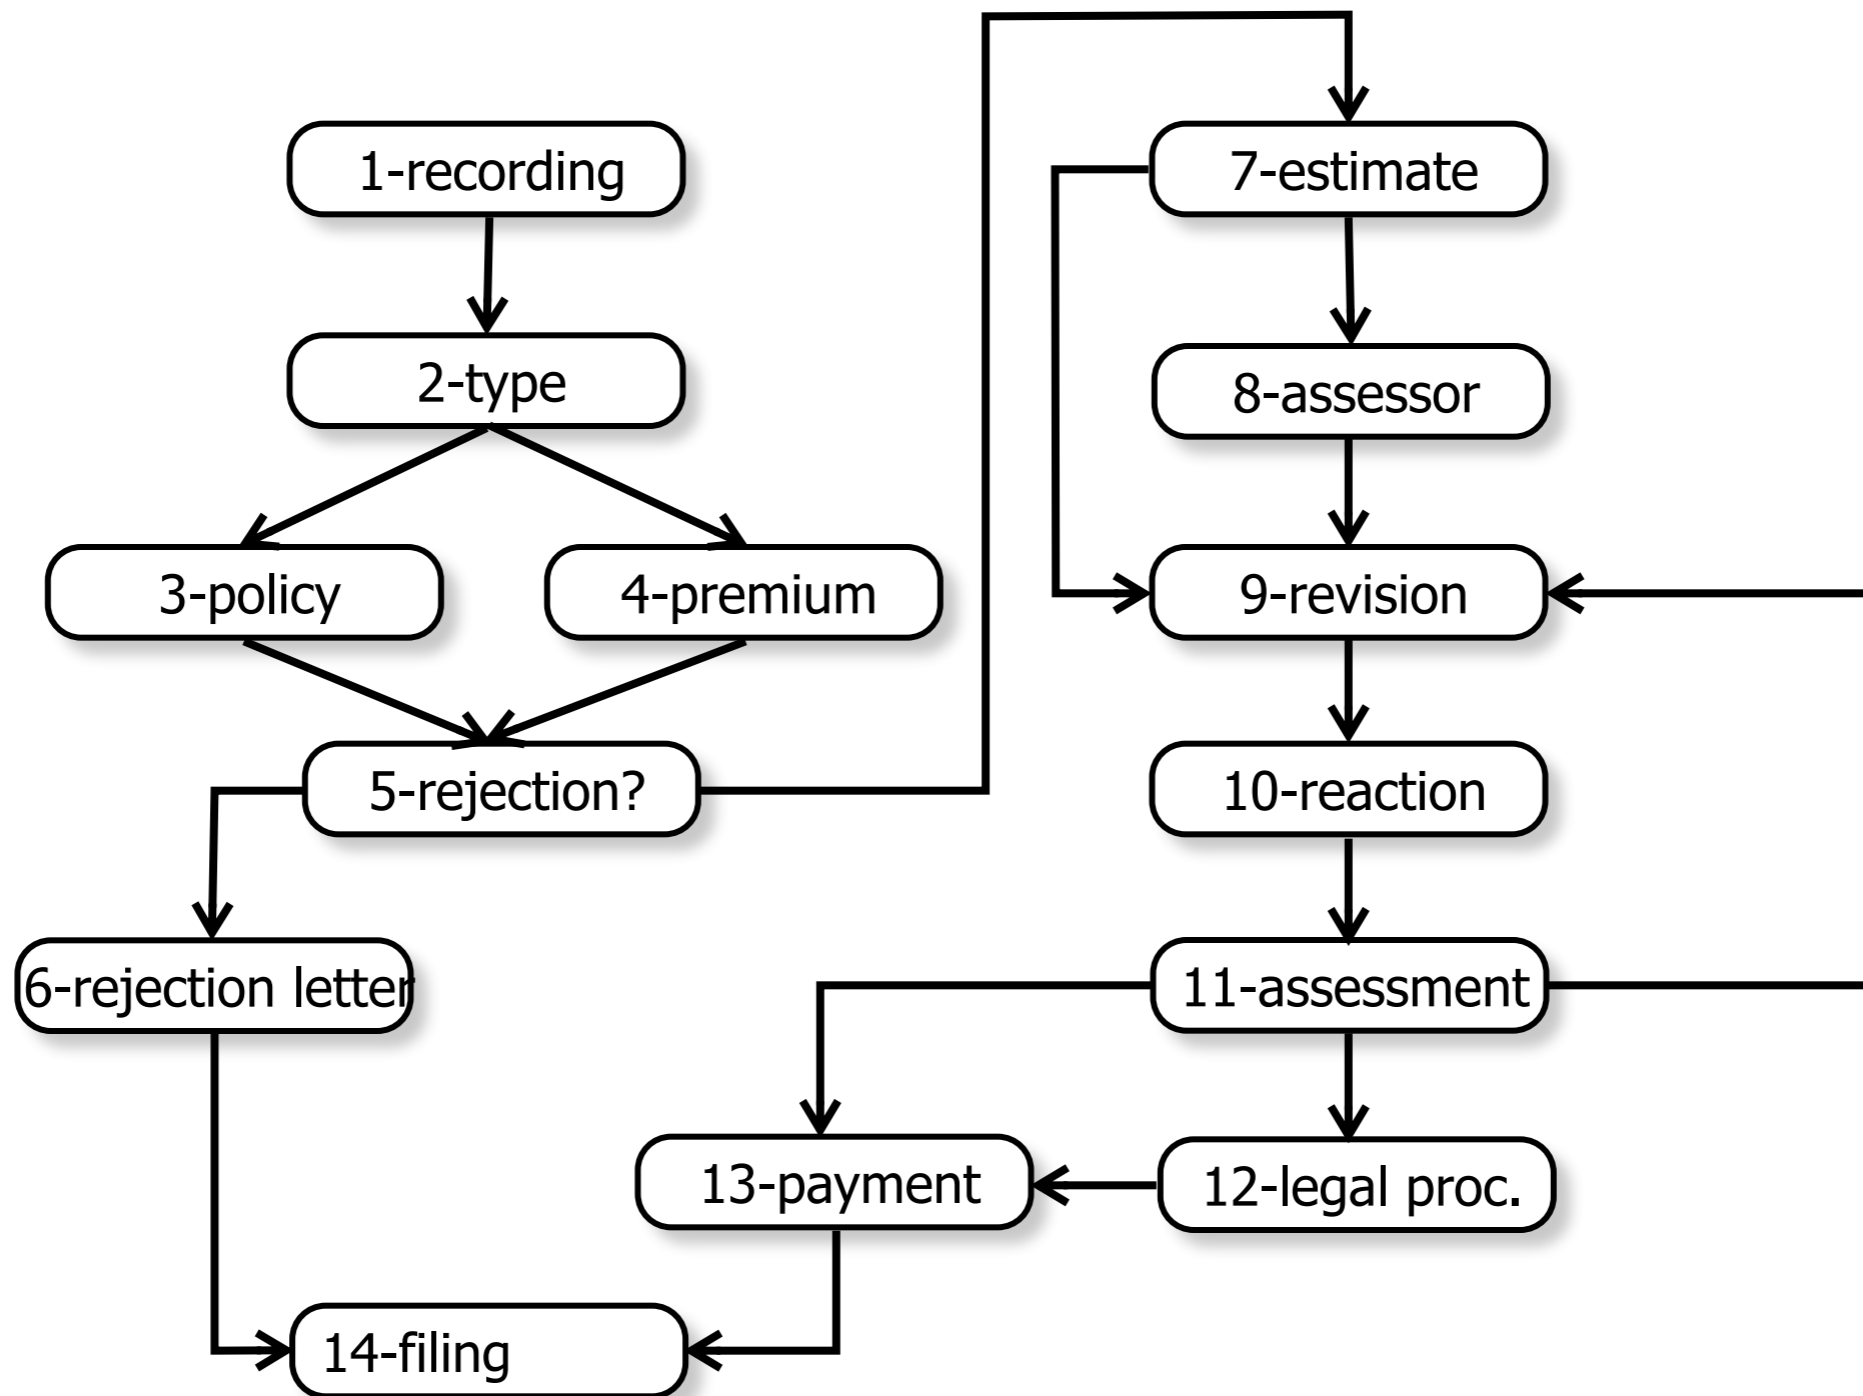 1-recording
2-type
3-policy
4-premium
5-rejection?
6-rejection letter
7-estimate
8-assessor
9-revision
10-reaction
11-assessment
12-legal proc.
13-payment
14-filing